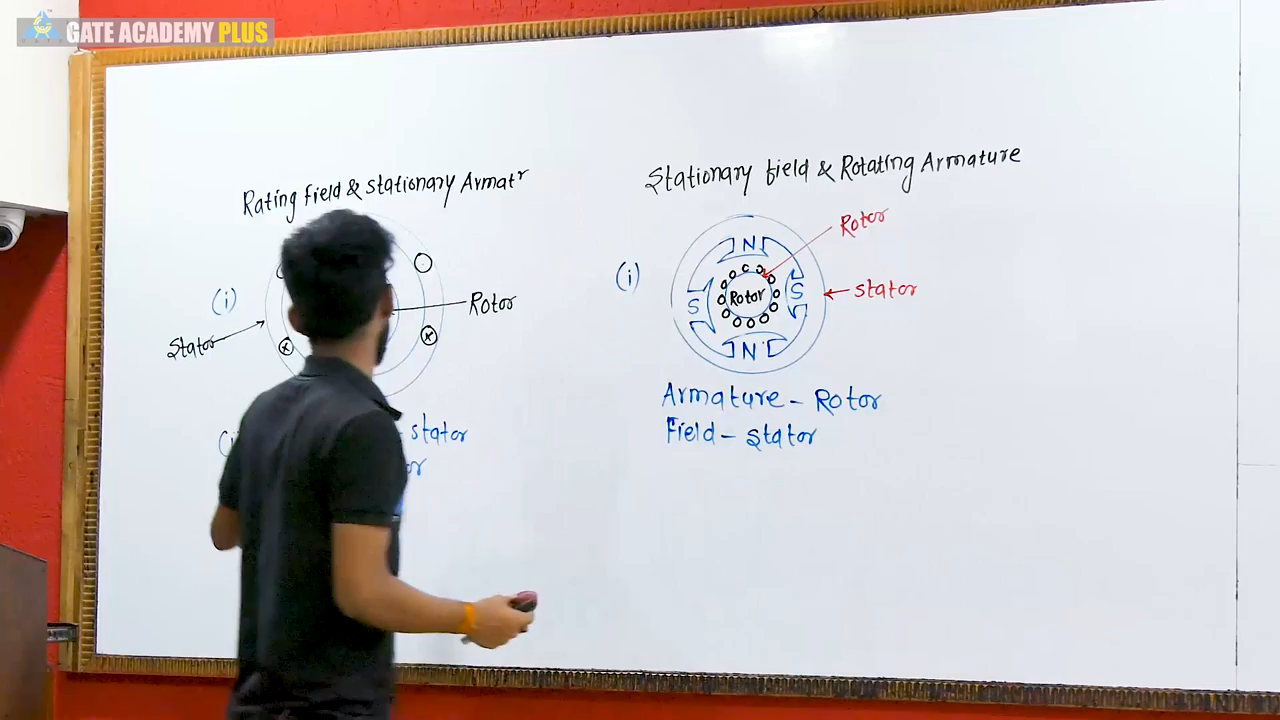 GATE ACADEMY PLUS
Rating field & stationary Armatr
(i)
Stator
Rotor
stator
Stationary field & Rotating Armature
(i)
Rotor
stator
N
S
Rotor
S
N
Armature - Rotor
Field - stator